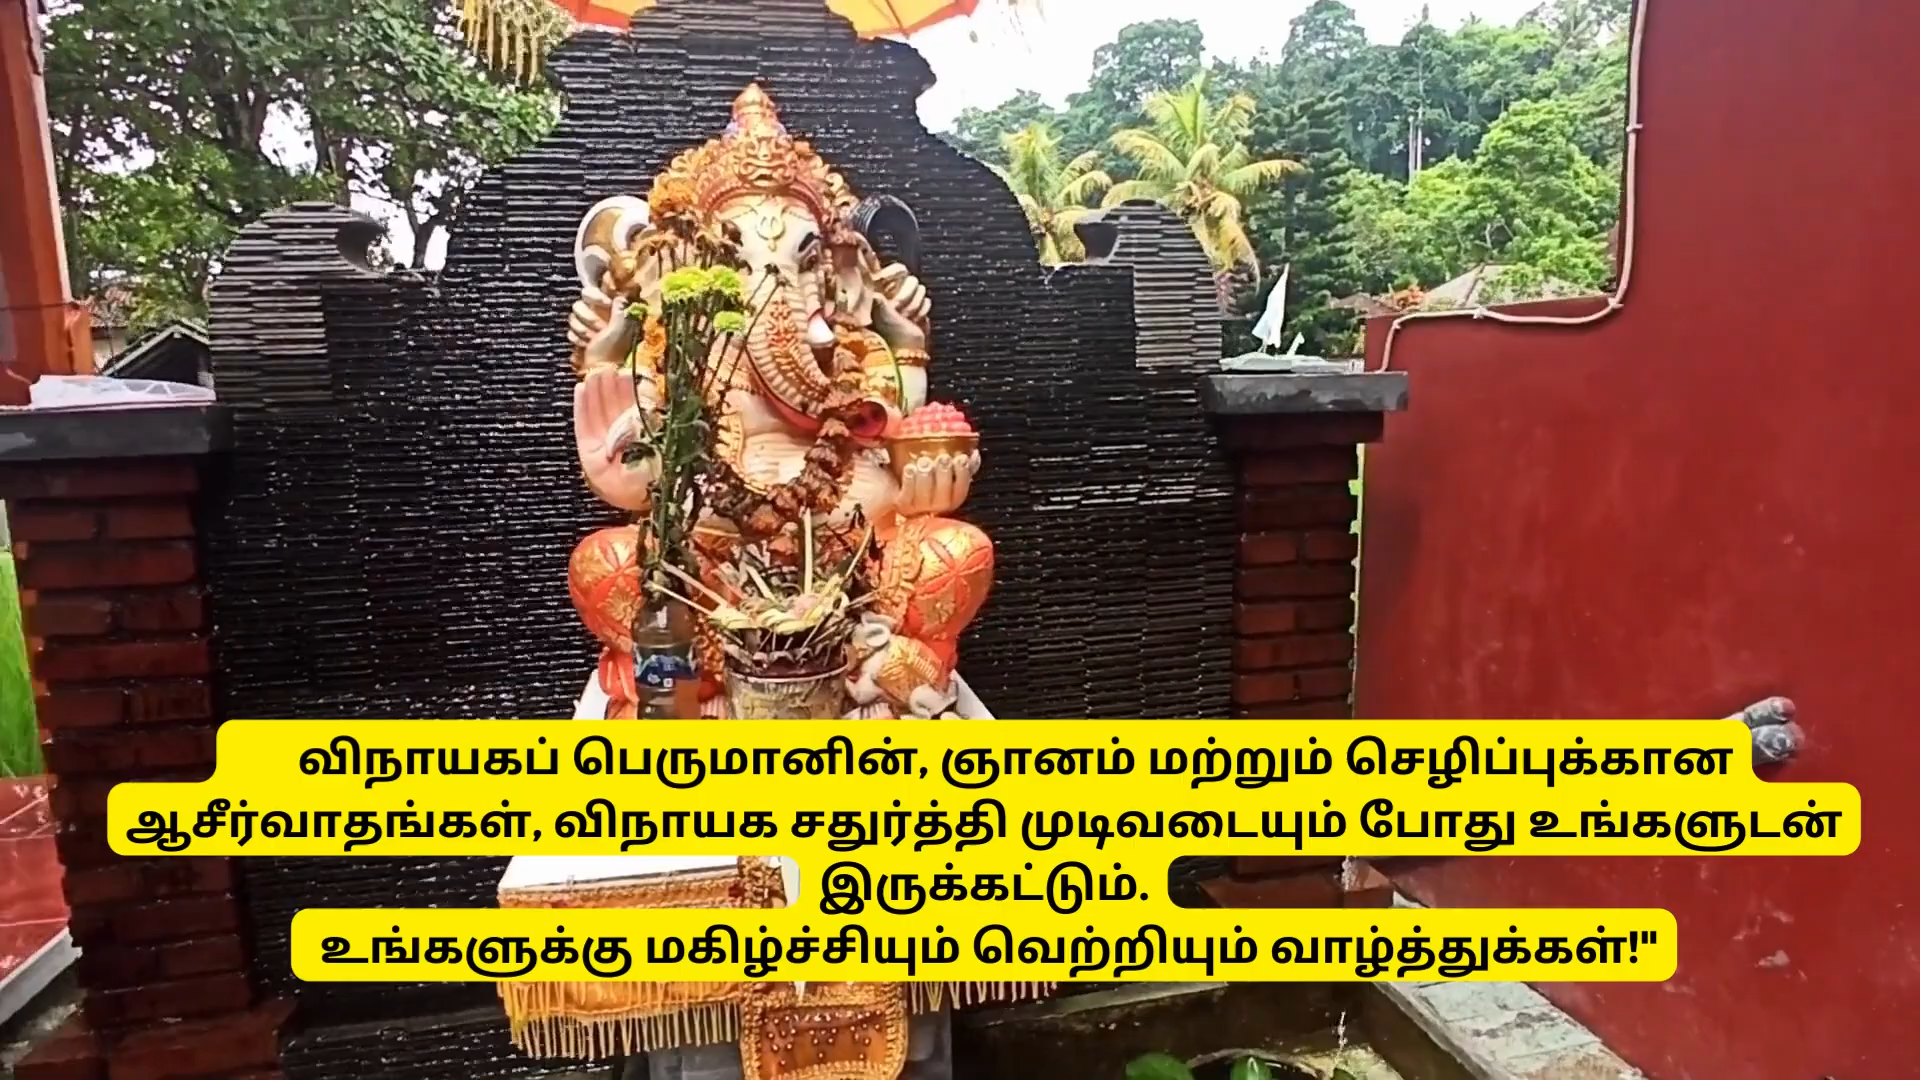 விநாயகப் பெருமானின், ஞானம் மற்றும் செழிப்புக்கான
ஆசீர்வாதங்கள், விநாயக சதுர்த்தி முடிவடையும் போது உங்களுடன்
இருக்கட்டும்.
உங்களுக்கு மகிழ்ச்சியும் வெற்றியும் வாழ்த்துக்கள்!"